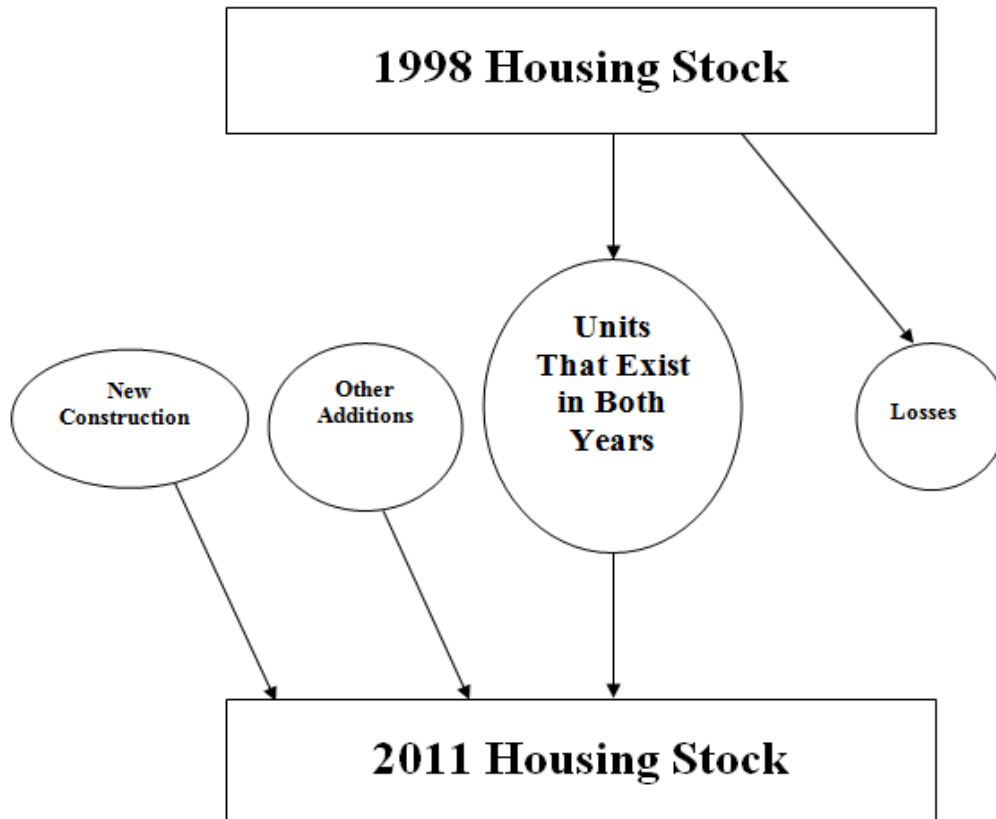 1998 Housing Stock
Units
That Exist
in Both
Years
New
Construction
Other
Additions
Losses
2011 Housing Stock